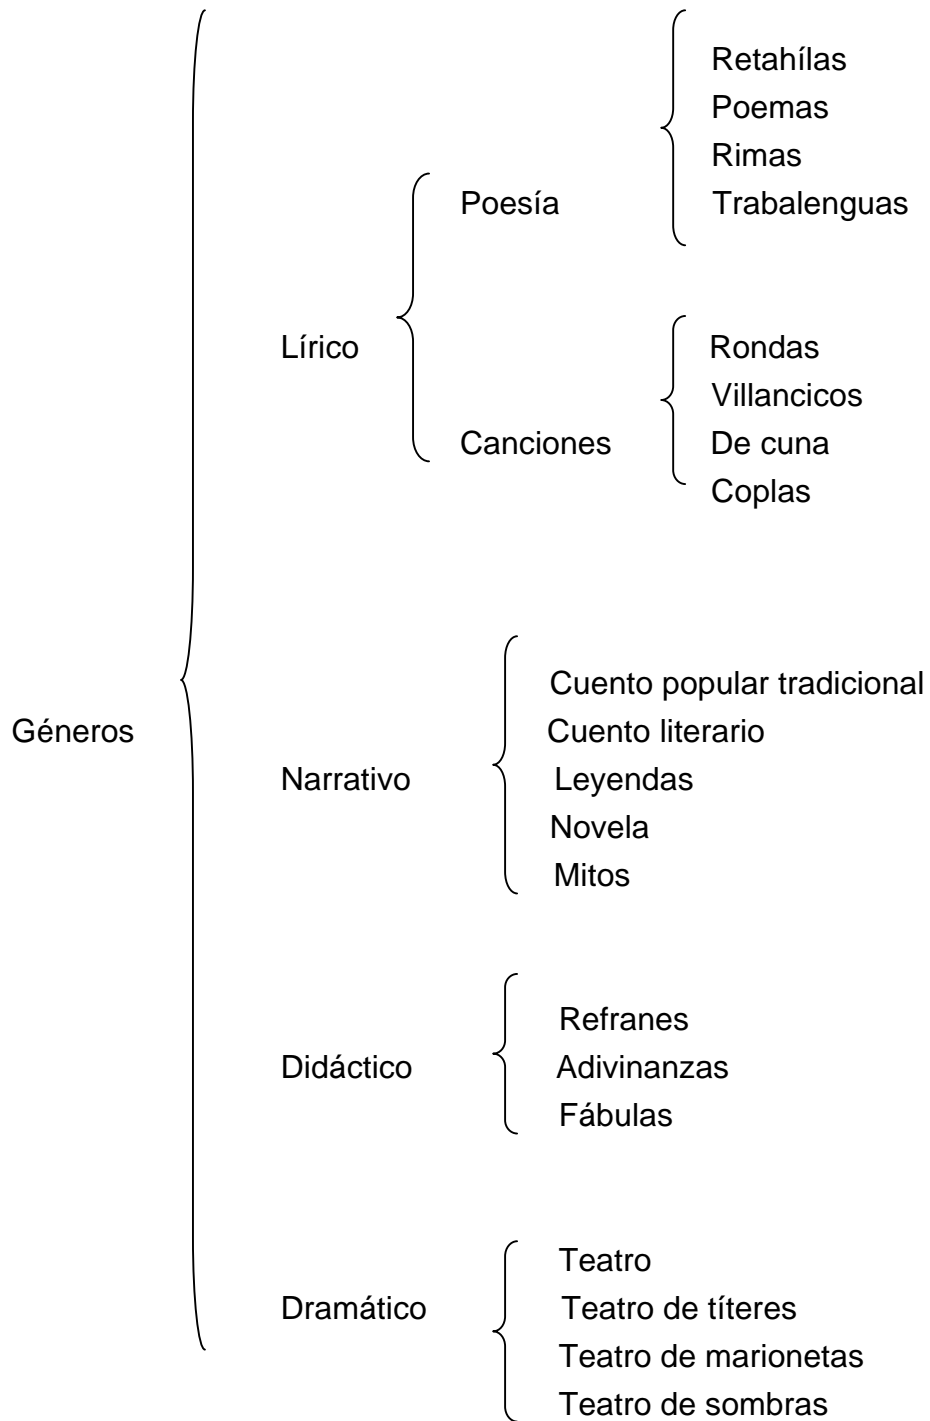 Retahílas
Poemas
Rimas
Poesía Trabalenguas
Lírico Rondas
Villancicos
Canciones De cuna
Coplas
Cuento popular tradicional
Géneros Cuento literario
Narrativo Leyendas
Novela
Mitos
Refranes
Didáctico Adivinanzas
Fábulas
Teatro
Dramático Teatro de títeres
Teatro de marionetas
Teatro de sombras